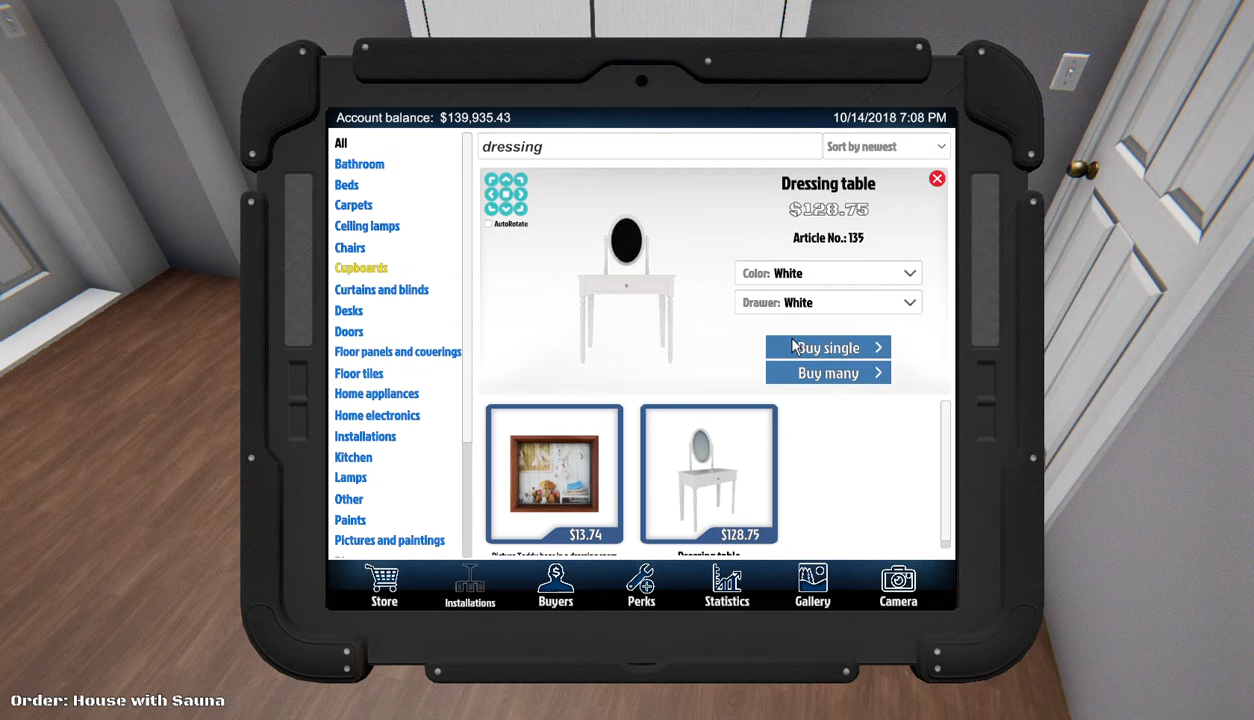 Account balance: $139,935.43
10/14/2018 7:08 PM
All
Bathroom
Beds
Carpets
Ceiling lamps
Chairs
Cupboards
Curtains and blinds
Desks
Doors
Floor panels and coverings
Floor tiles
Home appliances
Home electronics
Installations
Kitchen
Lamps
Other
Paints
Pictures and paintings
dressing
Sort by newest
AutoRotate
Dressing table
$128.75
Article No.: 135
Color: White
Drawer: White
Buy single
Buy many
$13.74
$128.75
Dressing table
Store
Installations
Buyers
Perks
Statistics
Gallery
Camera
Order: House with Sauna